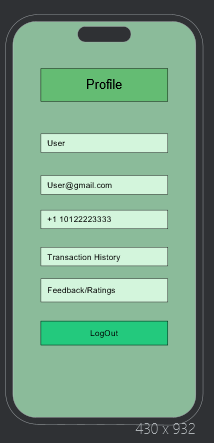 Profile
User
User@gmail.com
+1 10122223333
Transaction History
Feedback/Ratings
LogOut
430 x 932